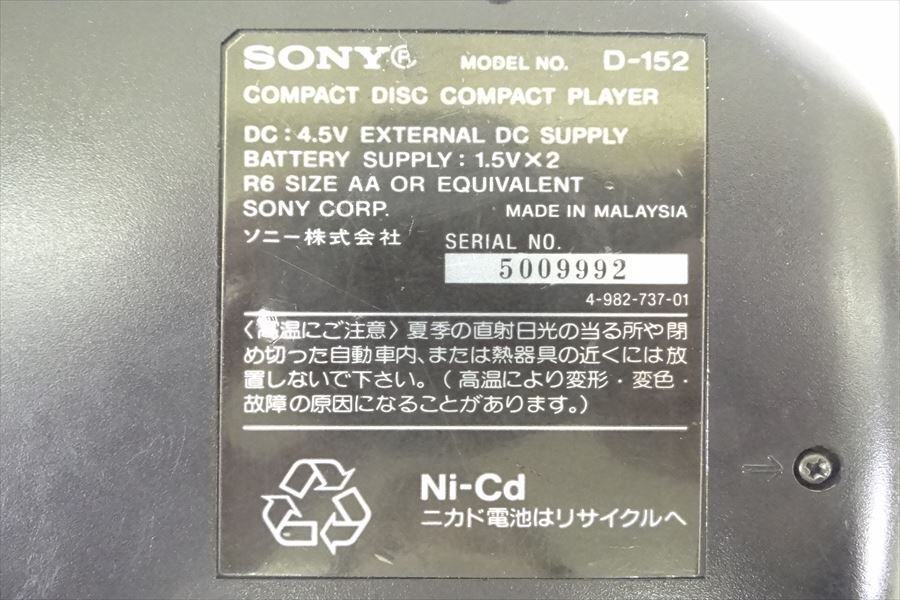 SONY® MODEL NO. D-152
COMPACT DISC COMPACT PLAYER
DC : 4.5V EXTERNAL DC SUPPLY
BATTERY SUPPLY : 1.5V×2
R6 SIZE AA OR EQUIVALENT
SONY CORP. MADE IN MALAYSIA
ソニー株式会社 SERIAL NO.
5009992
4-982-737-01
〈高温にご注意〉夏季の直射日光の当る所や閉
め切った自動車内、または熱器具の近くには放
置しないで下さい。(高温により変形・変色・
故障の原因になることがあります。)
Ni-Cd
ニカド電池はリサイクルへ